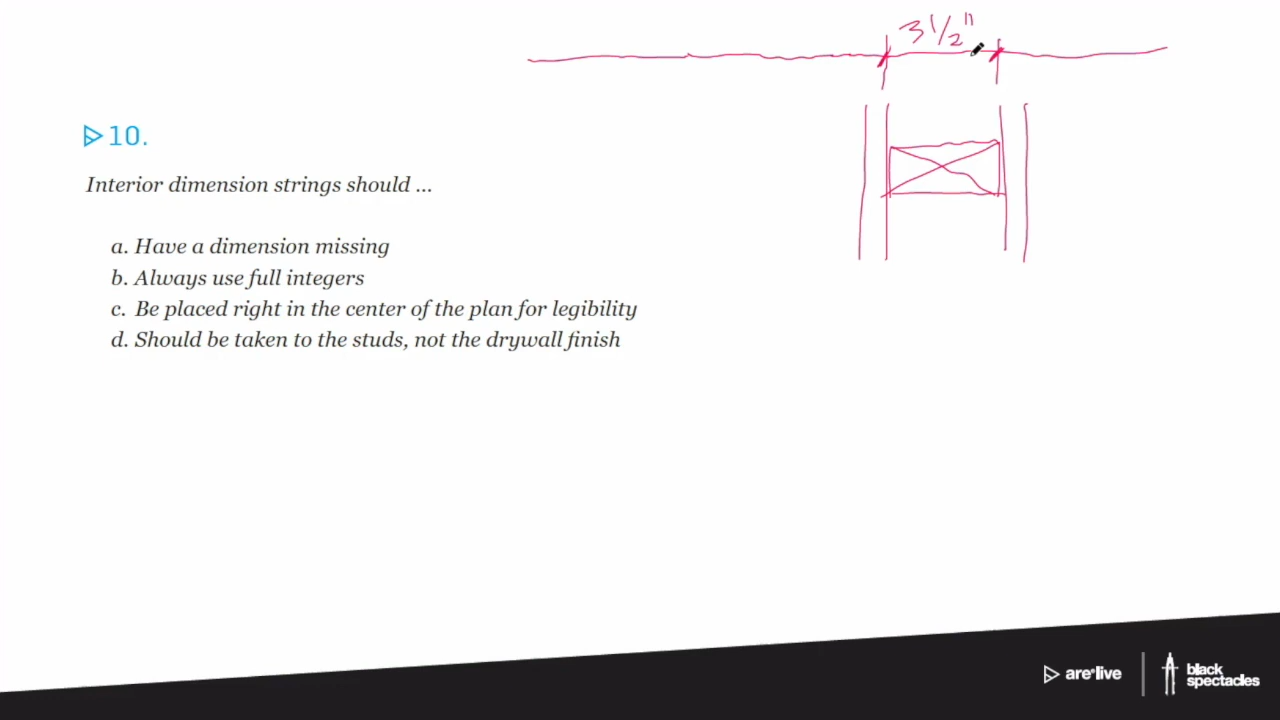 3 1/2"
10.
Interior dimension strings should ...
a. Have a dimension missing
b. Always use full integers
c. Be placed right in the center of the plan for legibility
d. Should be taken to the studs, not the drywall finish
are live
black
spectacles